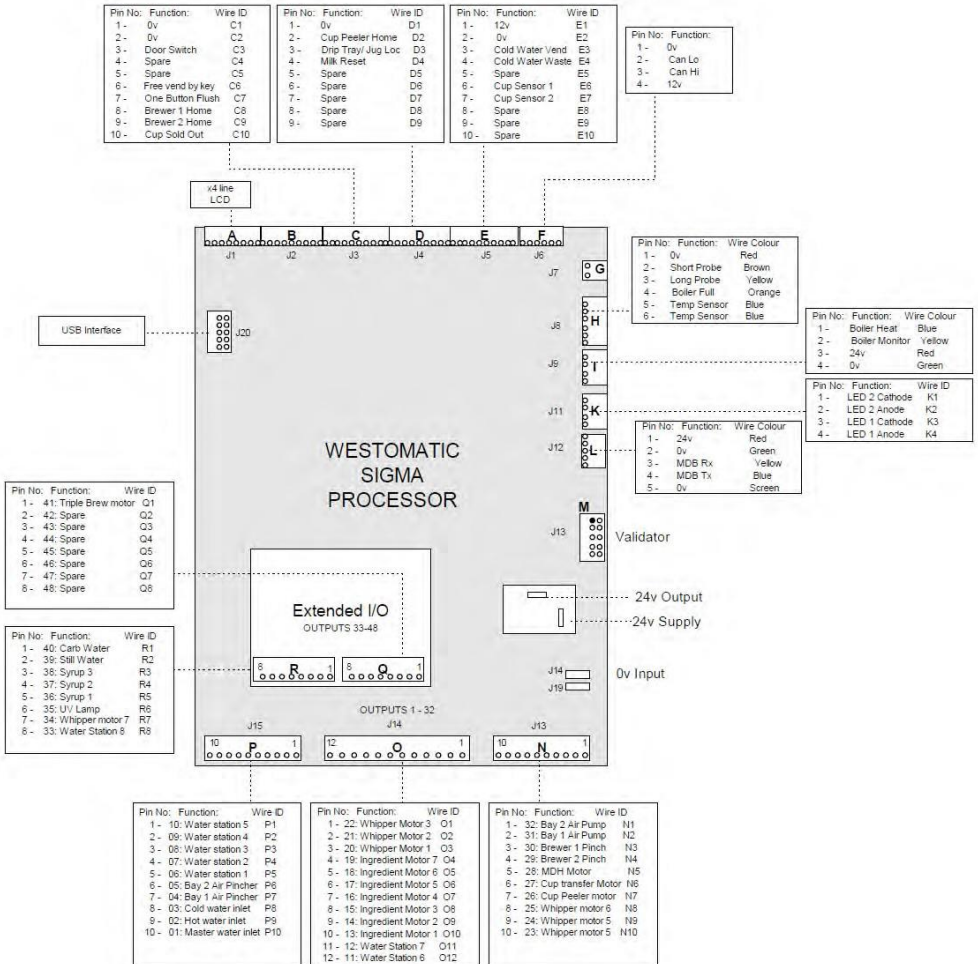 Pin No: Function: Wire ID
1 - 0v C1
2 - 0v C2
3 - Door Switch C3
4 - Spare C4
5 - Spare C5
6 - Free vend by key C6
7 - One Button Flush C7
8 - Brewer 1 Home C8
9 - Brewer 2 Home C9
10 - Cup Sold Out C10
Pin No: Function: Wire ID
1 - 0v D1
2 - Cup Peeler Home D2
3 - Drip Tray/ Jug Loc D3
4 - Milk Reset D4
5 - Spare D5
6 - Spare D6
7 - Spare D7
8 - Spare D8
9 - Spare D9
Pin No: Function: Wire ID
1 - 12v E1
2 - 0v E2
3 - Cold Water Vend E3
4 - Cold Water Waste E4
5 - Spare E5
6 - Cup Sensor 1 E6
7 - Cup Sensor 2 E7
8 - Spare E8
9 - Spare E9
10 - Spare E10
Pin No: Function:
1 - 0v
2 - Can Lo
3 - Can Hi
4 - 12v
x4 line
LCD
A B C D E F
J1 J2 J3 J4 J5 J6
J7 G
Pin No: Function: Wire Colour
1 - 0v Red
2 - Short Probe Brown
3 - Long Probe Yellow
4 - Boiler Full Orange
5 - Temp Sensor Blue
6 - Temp Sensor Blue
USB Interface
J20
J8 H
Pin No: Function: Wire Colour
1 - Boiler Heat Blue
2 - Boiler Monitor Yellow
3 - 24v Red
4 - 0v Green
J9 I
Pin No: Function: Wire ID
1 - LED 2 Cathode K1
2 - LED 2 Anode K2
3 - LED 1 Cathode K3
4 - LED 1 Anode K4
J11 K
J12 L
Pin No: Function: Wire Colour
1 - 24v Red
2 - 0v Green
3 - MDB Rx Yellow
4 - MDB Tx Blue
5 - 0v Screen
WESTOMATIC
SIGMA
PROCESSOR
M
J13 Validator
Pin No: Function: Wire ID
1 - 41: Triple Brew motor Q1
2 - 42: Spare Q2
3 - 43: Spare Q3
4 - 44: Spare Q4
5 - 45: Spare Q5
6 - 46: Spare Q6
7 - 47: Spare Q7
8 - 48: Spare Q8
24v Output
24v Supply
Extended I/O
OUTPUTS 33-48
8 R 1 8 Q 1
Pin No: Function: Wire ID
1 - 40: Carb Water R1
2 - 39: Still Water R2
3 - 38: Syrup 3 R3
4 - 37: Syrup 2 R4
5 - 36: Syrup 1 R5
6 - 35: UV Lamp R6
7 - 34: Whipper motor 7 R7
8 - 33: Water Station 8 R8
J14 0v Input
J19
OUTPUTS 1 - 32
J15 J14 J13
10 P 1 12 O 1 10 N 1
Pin No: Function: Wire ID
1 - 10: Water station 5 P1
2 - 09: Water station 4 P2
3 - 08: Water station 3 P3
4 - 07: Water station 2 P4
5 - 06: Water station 1 P5
6 - 05: Bay 2 Air Pincher P6
7 - 04: Bay 1 Air Pincher P7
8 - 03: Cold water inlet P8
9 - 02: Hot water inlet P9
10 - 01: Master water inlet P10
Pin No: Function: Wire ID
1 - 22: Whipper Motor 3 O1
2 - 21: Whipper Motor 2 O2
3 - 20: Whipper Motor 1 O3
4 - 19: Ingredient Motor 7 O4
5 - 18: Ingredient Motor 6 O5
6 - 17: Ingredient Motor 5 O6
7 - 16: Ingredient Motor 4 O7
8 - 15: Ingredient Motor 3 O8
9 - 14: Ingredient Motor 2 O9
10 - 13: Ingredient Motor 1 O10
11 - 12: Water Station 7 O11
12 - 11: Water Station 6 O12
Pin No: Function: Wire ID
1 - 32: Bay 2 Air Pump N1
2 - 31: Bay 1 Air Pump N2
3 - 30: Brewer 1 Pinch N3
4 - 29: Brewer 2 Pinch N4
5 - 28: MDH Motor N5
6 - 27: Cup transfer Motor N6
7 - 26: Cup Peeler motor N7
8 - 25: Whipper motor 6 N8
9 - 24: Whipper motor 5 N9
10 - 23: Whipper motor 5 N10